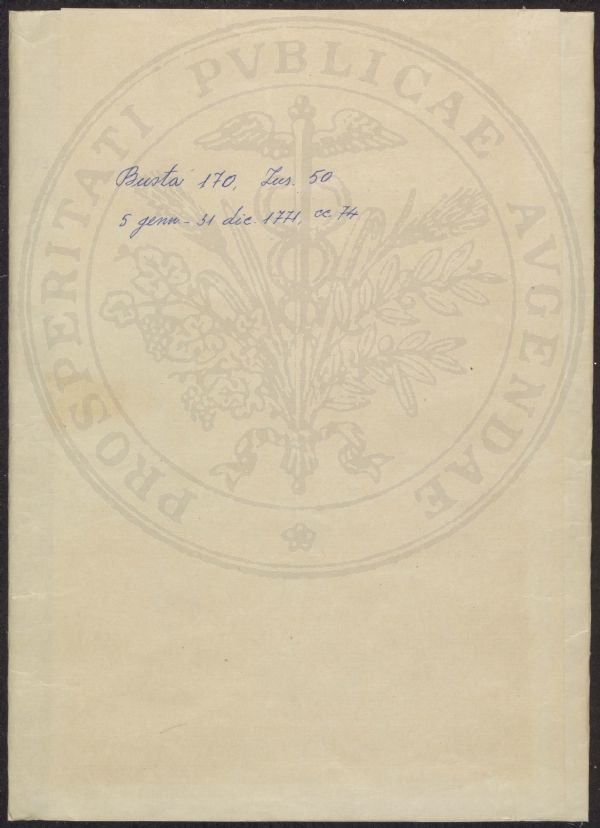 PROSPERITATI PVBLICAE AVGENDAE
Busta 170, Ins. 50
5 genn - 31 dic. 1771, cc. 74